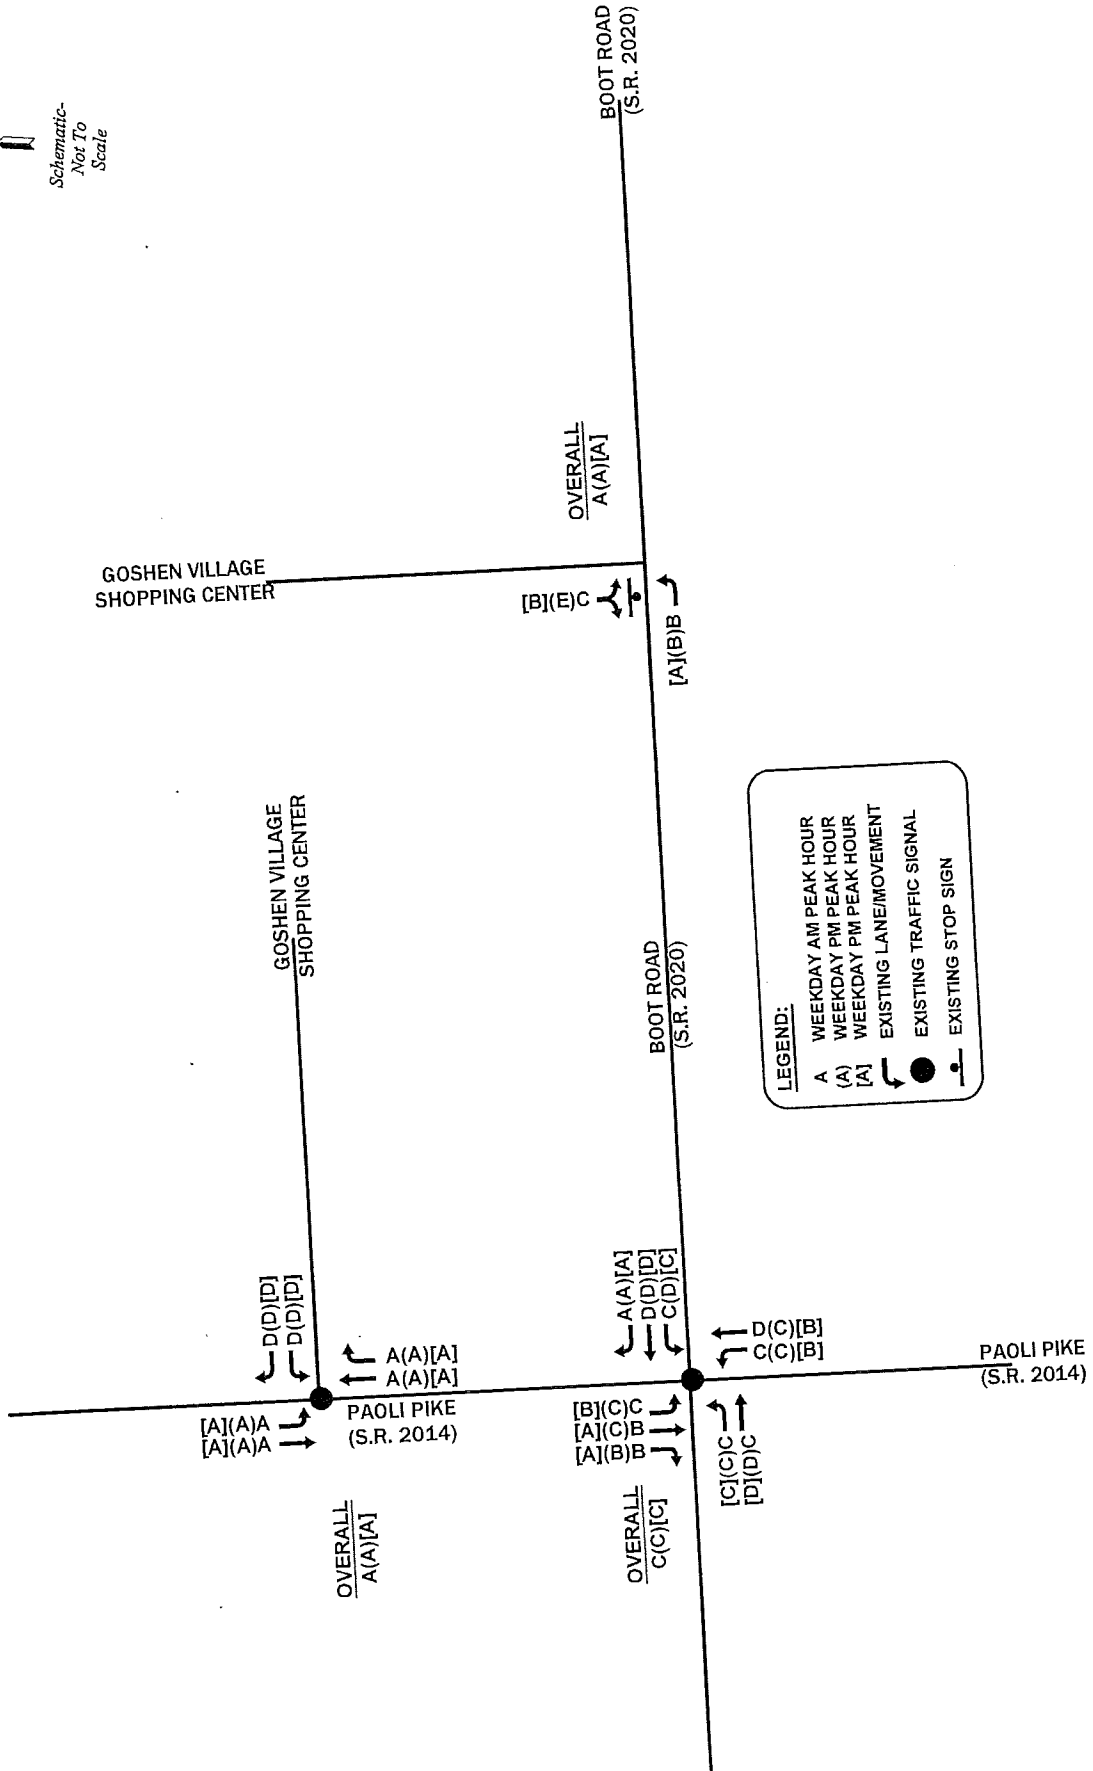 Schematic-
Not To
Scale
BOOT ROAD
(S.R. 2020)
OVERALL
A(A)[A]
GOSHEN VILLAGE
SHOPPING CENTER
[B](E)C
[A](B)B
GOSHEN VILLAGE
SHOPPING CENTER
BOOT ROAD
(S.R. 2020)
LEGEND:
A WEEKDAY AM PEAK HOUR
(A) WEEKDAY PM PEAK HOUR
[A] WEEKDAY PM PEAK HOUR
EXISTING LANE/MOVEMENT
EXISTING TRAFFIC SIGNAL
EXISTING STOP SIGN
D(D)[D]
D(D)[D]
A(A)[A]
A(A)[A]
[A](A)A
[A](A)A
PAOLI PIKE
(S.R. 2014)
OVERALL
A(A)[A]
A(A)[A]
D(D)[D]
C(D)[C]
D(C)[B]
C(C)[B]
PAOLI PIKE
(S.R. 2014)
[B](C)C
[A](C)B
[A](B)B
[C](C)C
[D](D)C
OVERALL
C(C)[C]